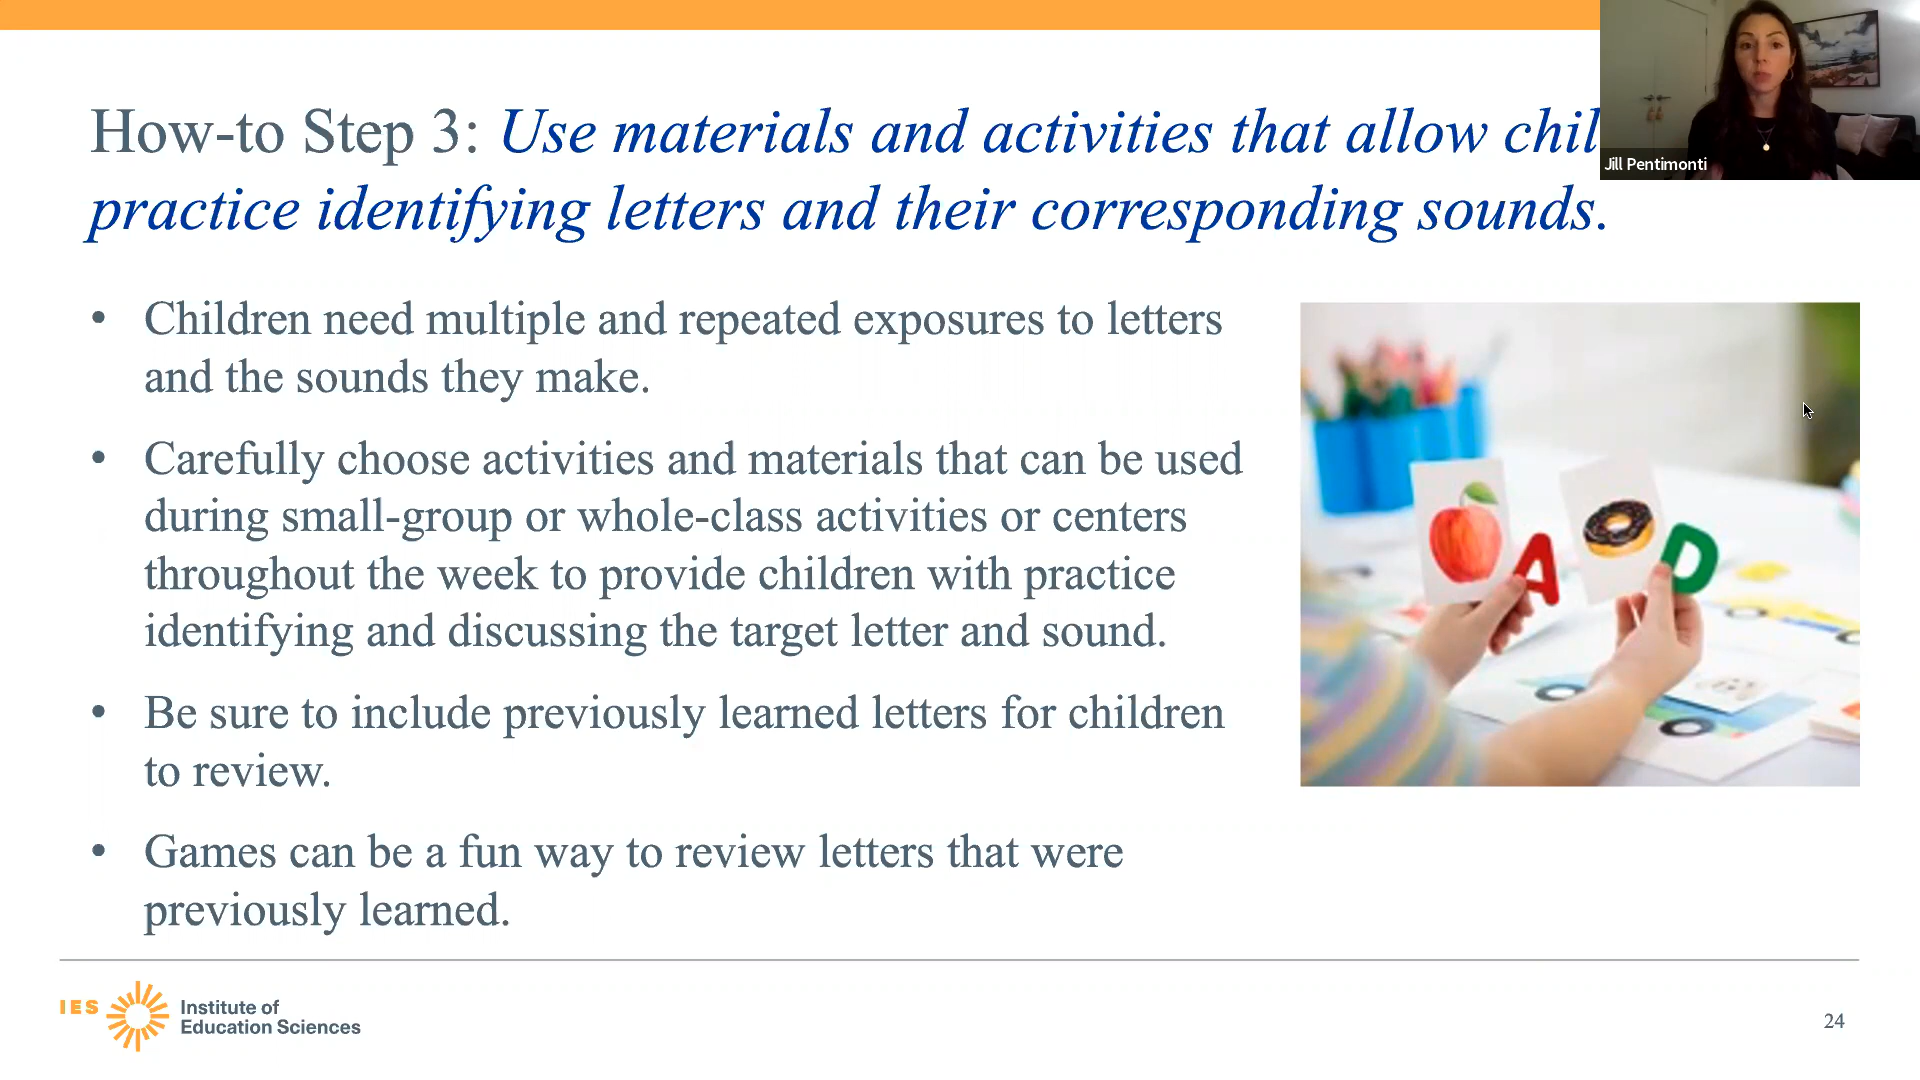 How-to Step 3: Use materials and activities that allow
practice identifying letters and their corresponding sounds.
Jill Pentimonti
• Children need multiple and repeated exposures to letters
and the sounds they make.
• Carefully choose activities and materials that can be used
during small-group or whole-class activities or centers
throughout the week to provide children with practice
identifying and discussing the target letter and sound.
• Be sure to include previously learned letters for children
to review.
• Games can be a fun way to review letters that were
previously learned.
A D
IES Institute of
Education Sciences
24